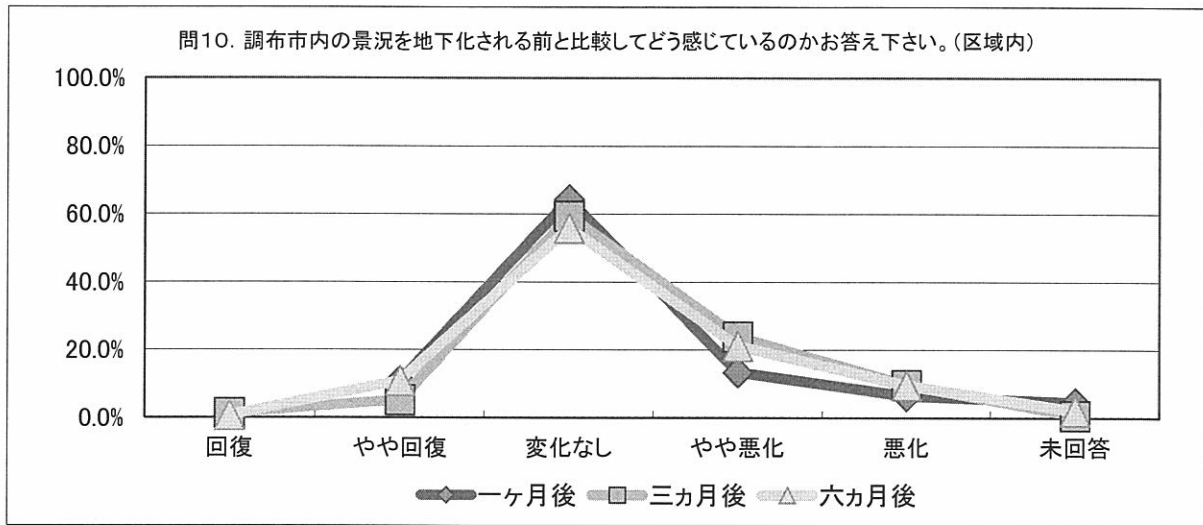 問10. 調布市内の景況を地下化される前と比較してどう感じているのかお答え下さい。(区域内)
100.0%
80.0%
60.0%
40.0%
20.0%
0.0%
回復 やや回復 変化なし やや悪化 悪化 未回答
一ヶ月後 三ヵ月後 六ヵ月後